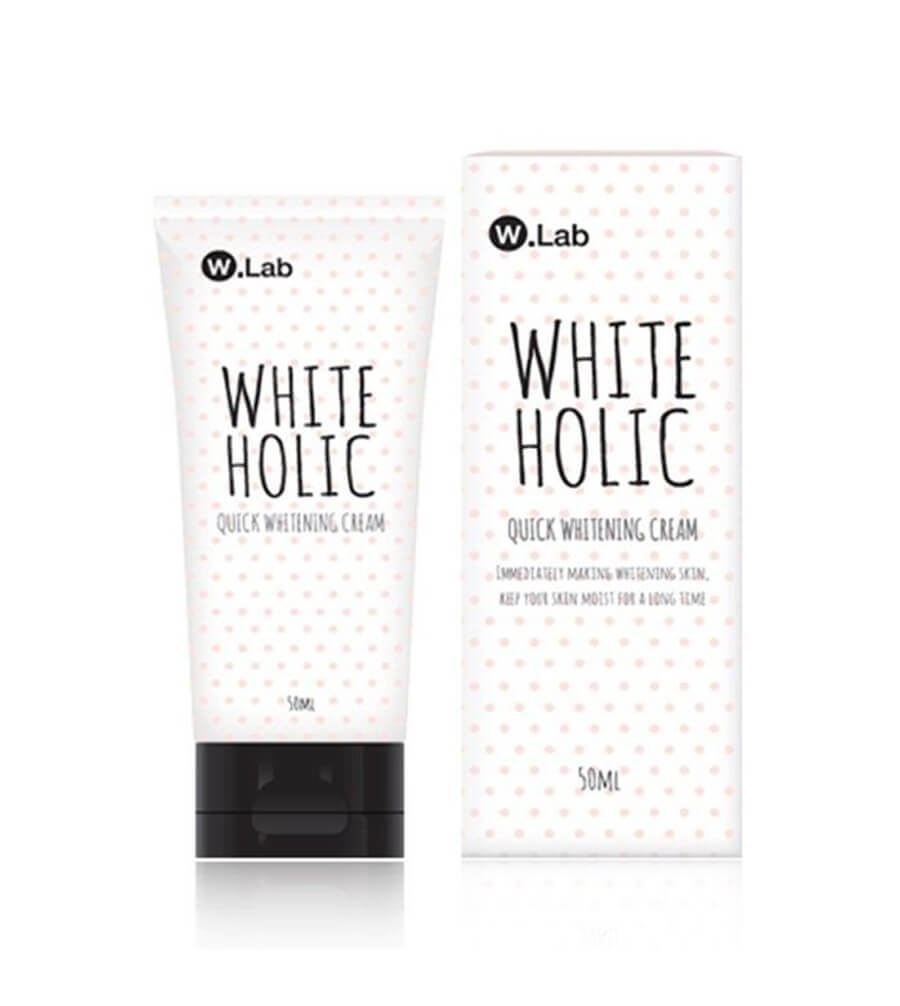 W.Lab
WHITE
HOLIC
QUICK WHITENING CREAM
50ML
W.Lab
WHITE
HOLIC
QUICK WHITENING CREAM
IMMEDIATELY MAKING WHITENING SKIN,
KEEP YOUR SKIN MOIST FOR A LONG TIME
50ML